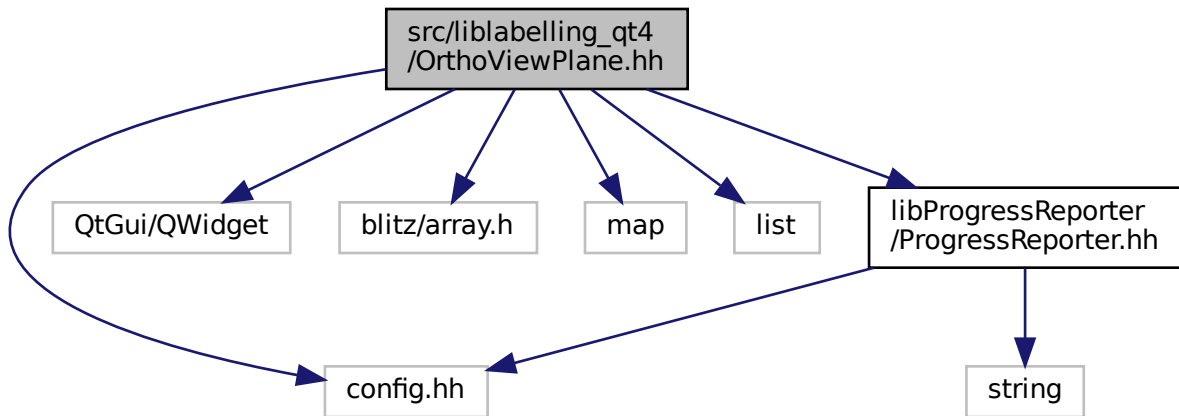 src/liblabelling_qt4
/OrthoViewPlane.hh
QtGui/QWidget
blitz/array.h
map
list
libProgressReporter
/ProgressReporter.hh
config.hh
string